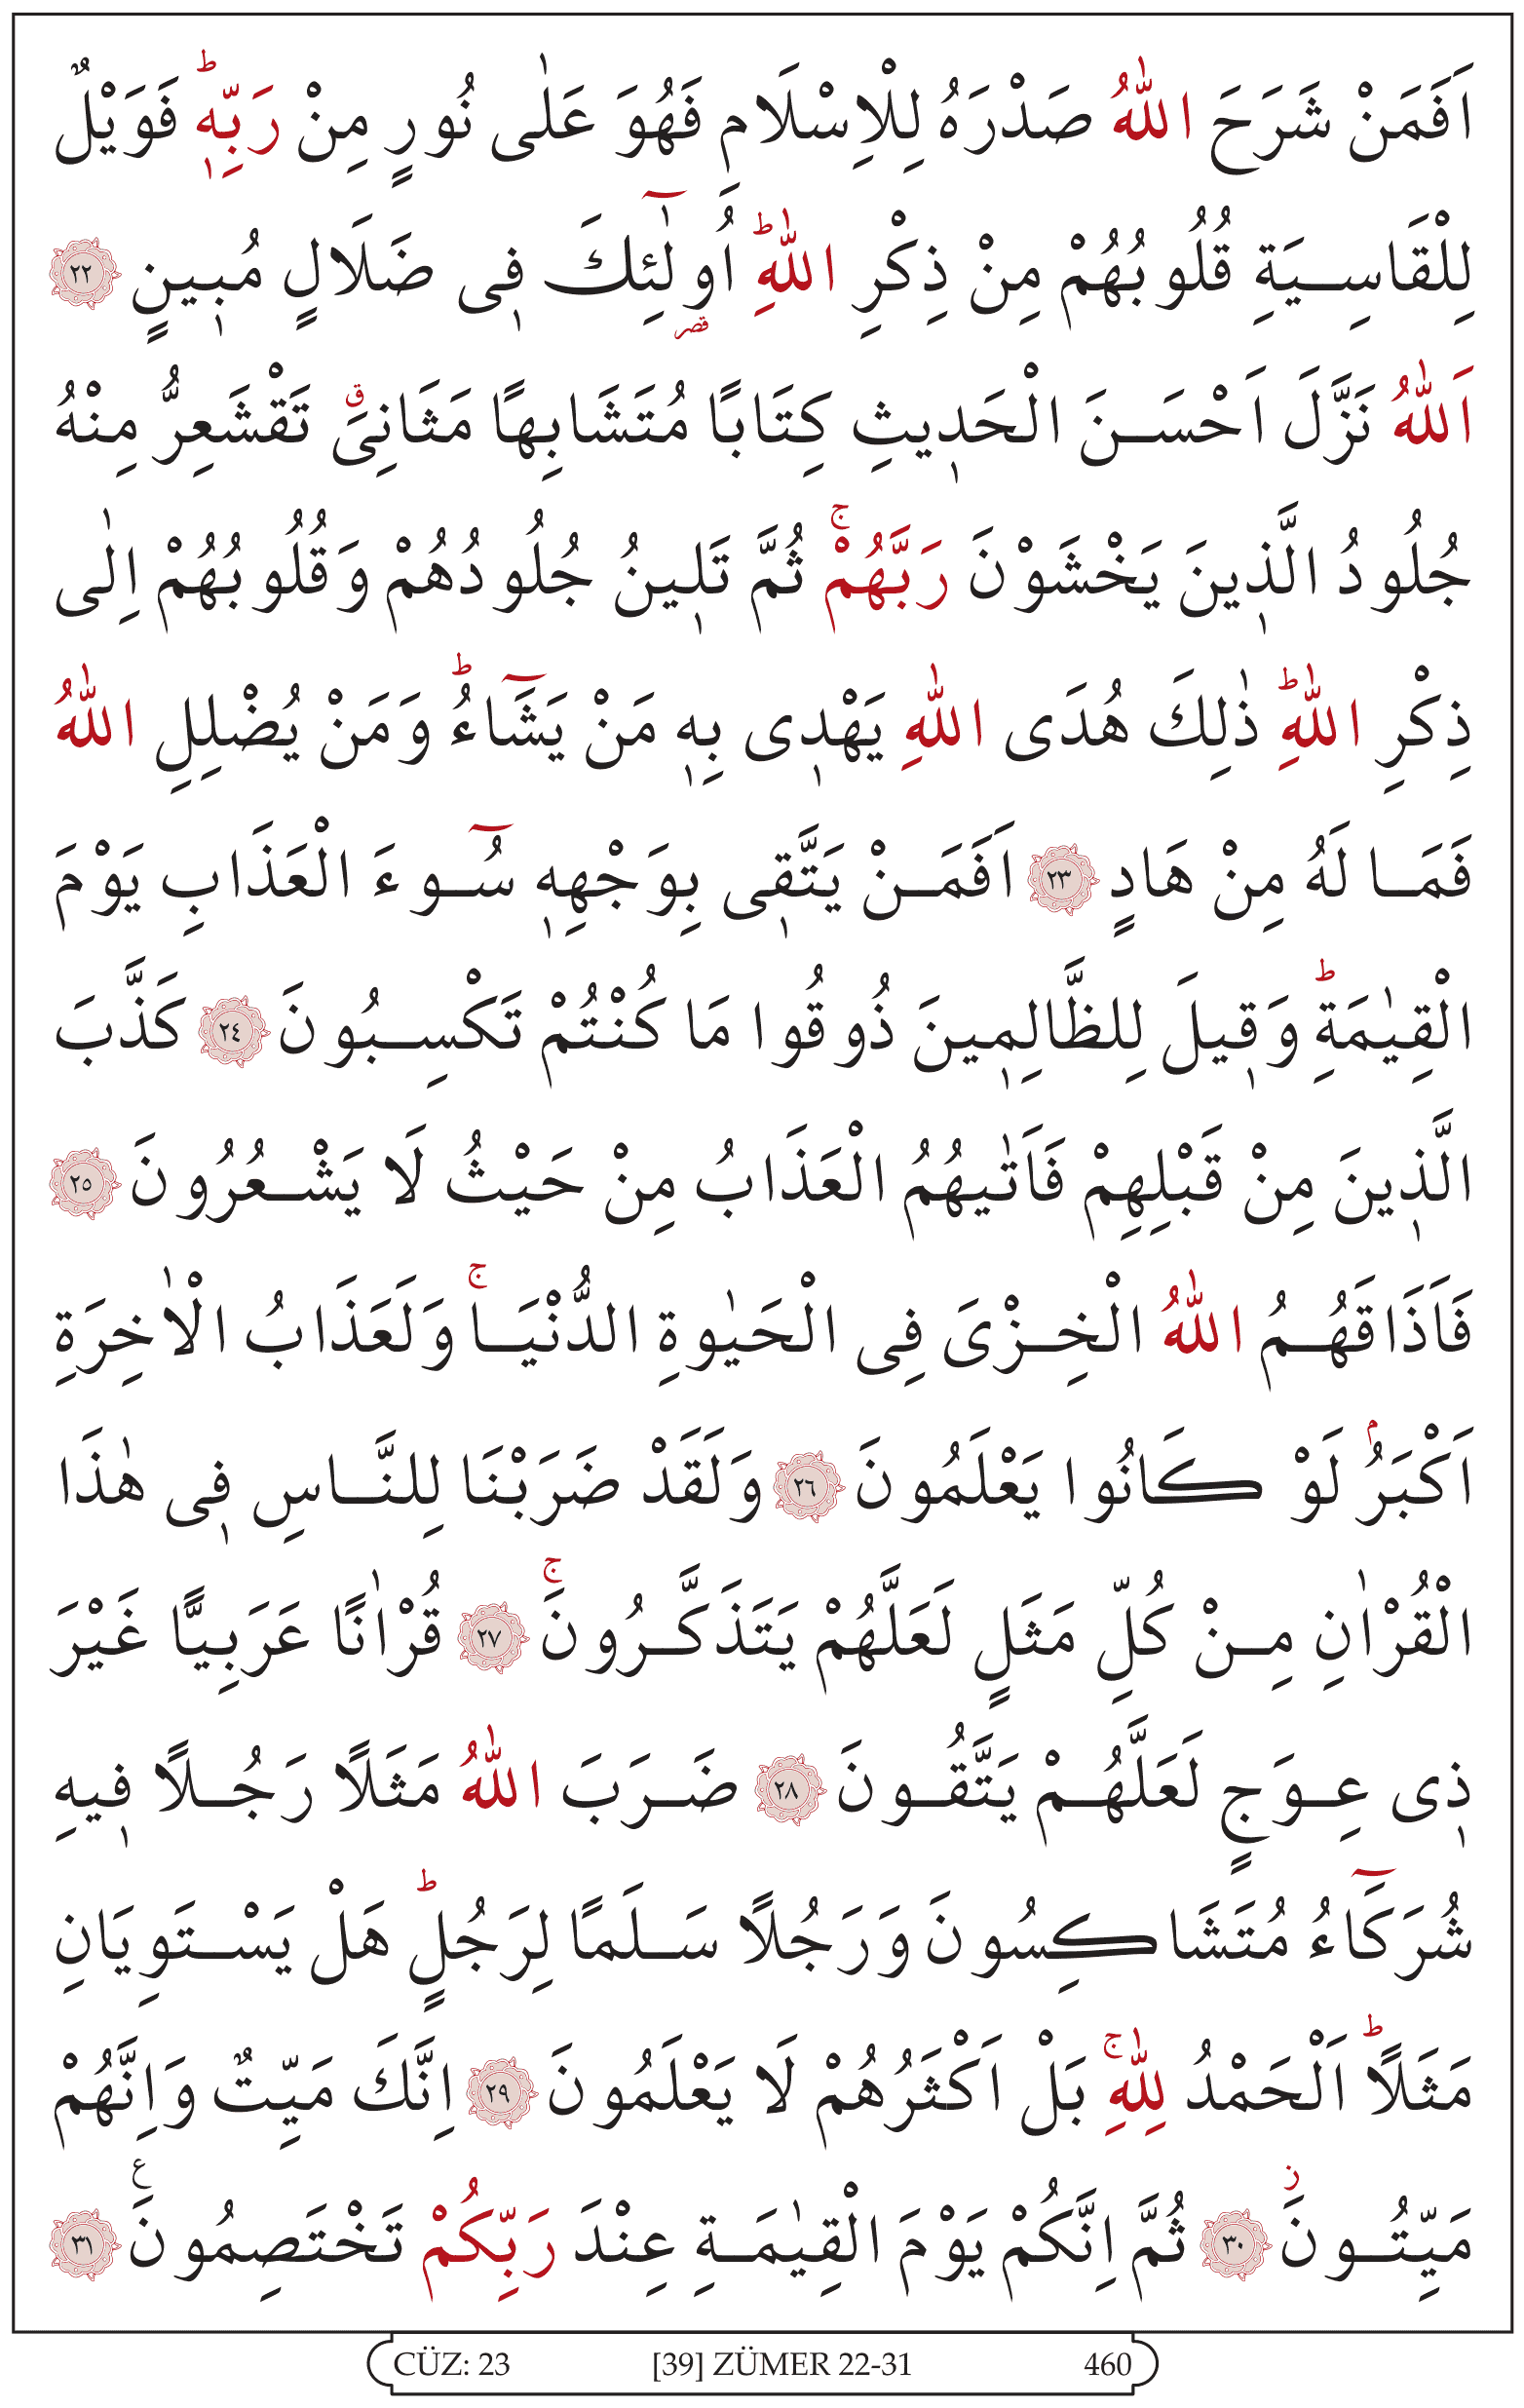 اَفَمَنْ شَرَحَ اللّٰهُ صَدْرَهُ لِلْاِسْلَامِ فَهُوَ عَلٰى نُورٍ مِنْ رَبِّه۪ۜ فَوَيْلٌ
لِلْقَاسِيَةِ قُلُوبُهُمْ مِنْ ذِكْرِ اللّٰهِۜ اُو۬لٰٓئِكَ ف۪ى ضَلَالٍ مُب۪ينٍ ﴿٢٢﴾
اَللّٰهُ نَزَّلَ اَحْسَنَ الْحَد۪يثِ كِتَابًا مُتَشَابِهًا مَثَانِىَۗ تَقْشَعِرُّ مِنْهُ
جُلُودُ الَّذ۪ينَ يَخْشَوْنَ رَبَّهُمْۚ ثُمَّ تَل۪ينُ جُلُودُهُمْ وَقُلُوبُهُمْ اِلٰى
ذِكْرِ اللّٰهِۜ ذٰلِكَ هُدَى اللّٰهِ يَهْد۪ى بِه۪ مَنْ يَشَٓاءُۜ وَمَنْ يُضْلِلِ اللّٰهُ
فَمَا لَهُ مِنْ هَادٍ ﴿٢٣﴾ اَفَمَنْ يَتَّق۪ى بِوَجْهِه۪ سُٓوءَ الْعَذَابِ يَوْمَ
الْقِيٰمَةِۜ وَق۪يلَ لِلظَّالِم۪ينَ ذُوقُوا مَا كُنْتُمْ تَكْسِبُونَ ﴿٢٤﴾ كَذَّبَ
الَّذ۪ينَ مِنْ قَبْلِهِمْ فَاَتٰيهُمُ الْعَذَابُ مِنْ حَيْثُ لَا يَشْعُرُونَ ﴿٢٥﴾
فَاَذَاقَهُمُ اللّٰهُ الْخِزْىَ فِى الْحَيٰوةِ الدُّنْيَاۚ وَلَعَذَابُ الْاٰخِرَةِ
اَكْبَرُۢ لَوْ كَانُوا يَعْلَمُونَ ﴿٢٦﴾ وَلَقَدْ ضَرَبْنَا لِلنَّاسِ ف۪ى هٰذَا
الْقُرْاٰنِ مِنْ كُلِّ مَثَلٍ لَعَلَّهُمْ يَتَذَكَّرُونَۚ ﴿٢٧﴾ قُرْاٰنًا عَرَبِيًّا غَيْرَ
ذ۪ى عِوَجٍ لَعَلَّهُمْ يَتَّقُونَ ﴿٢٨﴾ ضَرَبَ اللّٰهُ مَثَلًا رَجُلًا ف۪يهِ
شُرَكَٓاءُ مُتَشَاكِسُونَ وَرَجُلًا سَلَمًا لِرَجُلٍۜ هَلْ يَسْتَوِيَانِ
مَثَلًاۜ اَلْحَمْدُ لِلّٰهِۚ بَلْ اَكْثَرُهُمْ لَا يَعْلَمُونَ ﴿٢٩﴾ اِنَّكَ مَيِّتٌ وَاِنَّهُمْ
مَيِّتُونَۘ ﴿٣٠﴾ ثُمَّ اِنَّكُمْ يَوْمَ الْقِيٰمَةِ عِنْدَ رَبِّكُمْ تَخْتَصِمُونَ۟ ﴿٣١﴾
CÜZ: 23 [39] ZÜMER 22-31 460